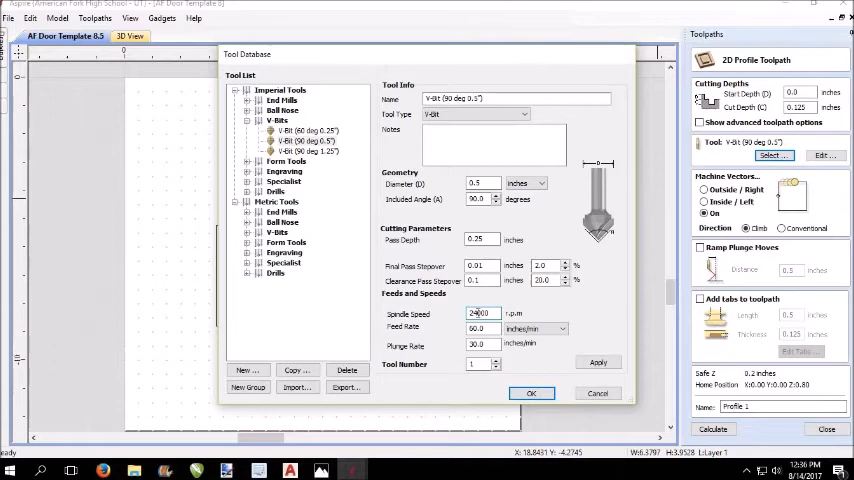 Aspire (American Fork High School - UT) - AF Door Template 8.5
File Edit Model Toolpaths View Gadgets Help
AF Door Template 8.5 3D View
Drawing
Tool Database
Tool List
Imperial Tools
End Mills
Ball Nose
V-Bits
V-Bit (60 deg 0.25")
V-Bit (90 deg 0.5")
V-Bit (90 deg 1.25")
Form Tools
Engraving
Specialist
Drills
Metric Tools
End Mills
Ball Nose
V-Bits
Form Tools
Engraving
Specialist
Drills
New ... Copy ... Delete
New Group Import... Export...
Tool Info
Name V-Bit (90 deg 0.5")
Tool Type V-Bit
Notes
Geometry
Diameter (D) 0.5 inches
Included Angle (A) 90.0 degrees
Cutting Parameters
Pass Depth 0.25 inches
Final Pass Stepover 0.01 inches 2.0 %
Clearance Pass Stepover 0.1 inches 20.0 %
Feeds and Speeds
Spindle Speed 24000 r.p.m
Feed Rate 60.0 inches/min
Plunge Rate 30.0 inches/min
Tool Number 1
Apply
OK Cancel
Toolpaths
2D Profile Toolpath
Cutting Depths
Start Depth (D) 0.0
Cut Depth (C) 0.125
Show advanced toolpath options
Tool: V-Bit (90 deg 0.5")
Select ... Edit ...
Machine Vectors...
Outside / Right
Inside / Left
On
Direction Climb Conventional
Ramp Plunge Moves
Distance 0.5 inches
Add tabs to toolpath
Length 0.5 inches
Thickness 0.125 inches
Edit Tabs ...
Safe Z 0.2 inches
Home Position X:0.00 Y:0.00 Z:0.80
Name: Profile 1
Calculate Close
Ready X: 18.8431 Y: -4.2745 W:6.3797 H:3.9528 L:Layer 1
12:36 PM
8/14/2017